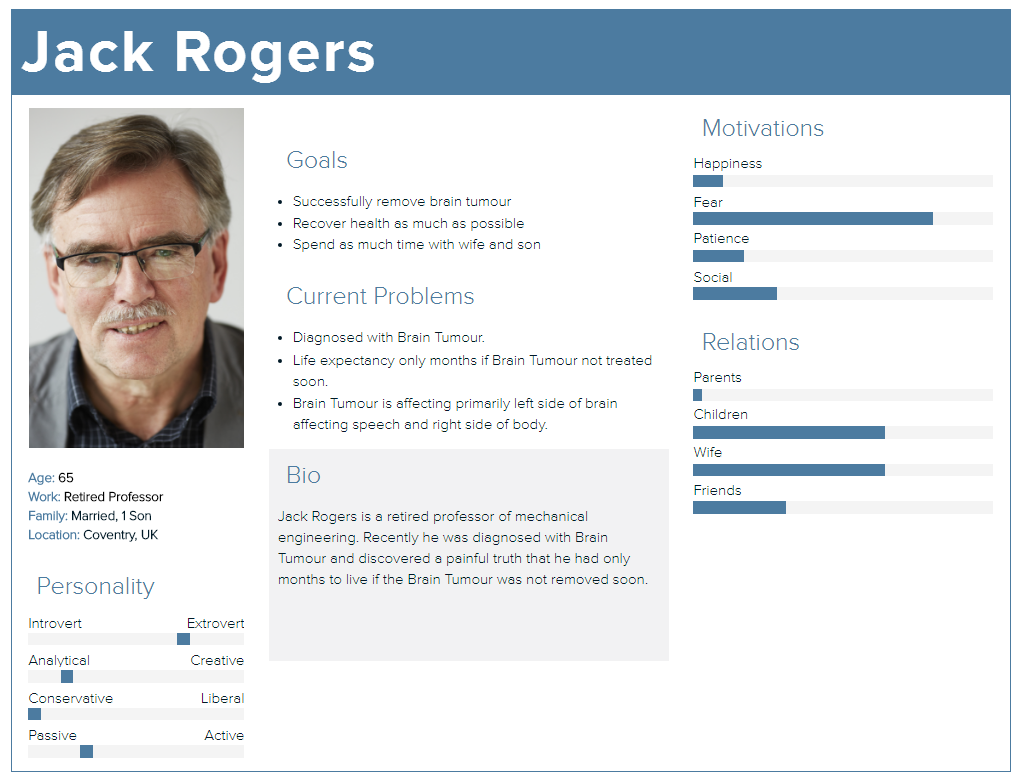 Jack Rogers
Age: 65
Work: Retired Professor
Family: Married, 1 Son
Location: Coventry, UK
Personality
Introvert Extrovert
Analytical Creative
Conservative Liberal
Passive Active
Goals
• Successfully remove brain tumour
• Recover health as much as possible
• Spend as much time with wife and son
Current Problems
• Diagnosed with Brain Tumour.
• Life expectancy only months if Brain Tumour not treated
soon.
• Brain Tumour is affecting primarily left side of brain
affecting speech and right side of body.
Bio
Jack Rogers is a retired professor of mechanical
engineering. Recently he was diagnosed with Brain
Tumour and discovered a painful truth that he had only
months to live if the Brain Tumour was not removed soon.
Motivations
Happiness
Fear
Patience
Social
Relations
Parents
Children
Wife
Friends